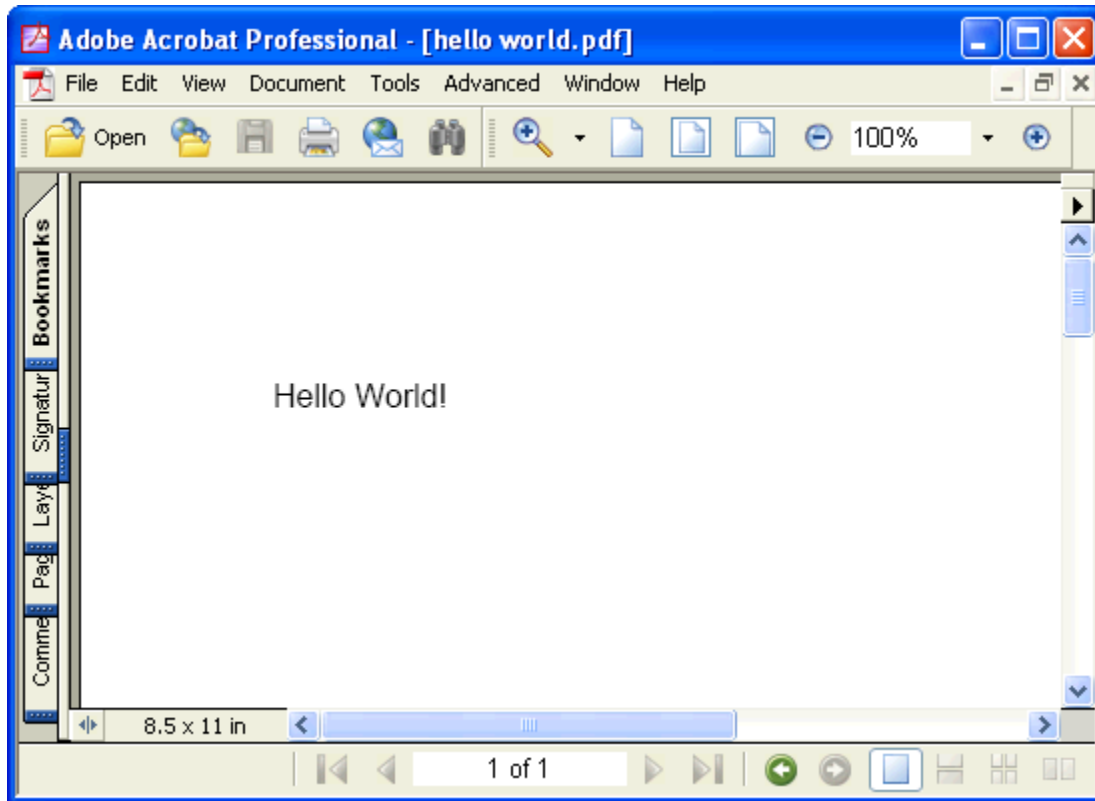 Adobe Acrobat Professional - [hello world.pdf]
File Edit View Document Tools Advanced Window Help
Open 100%
Bookmarks
Signatur
Laye
Pag
Comme
Hello World!
8.5 x 11 in
1 of 1